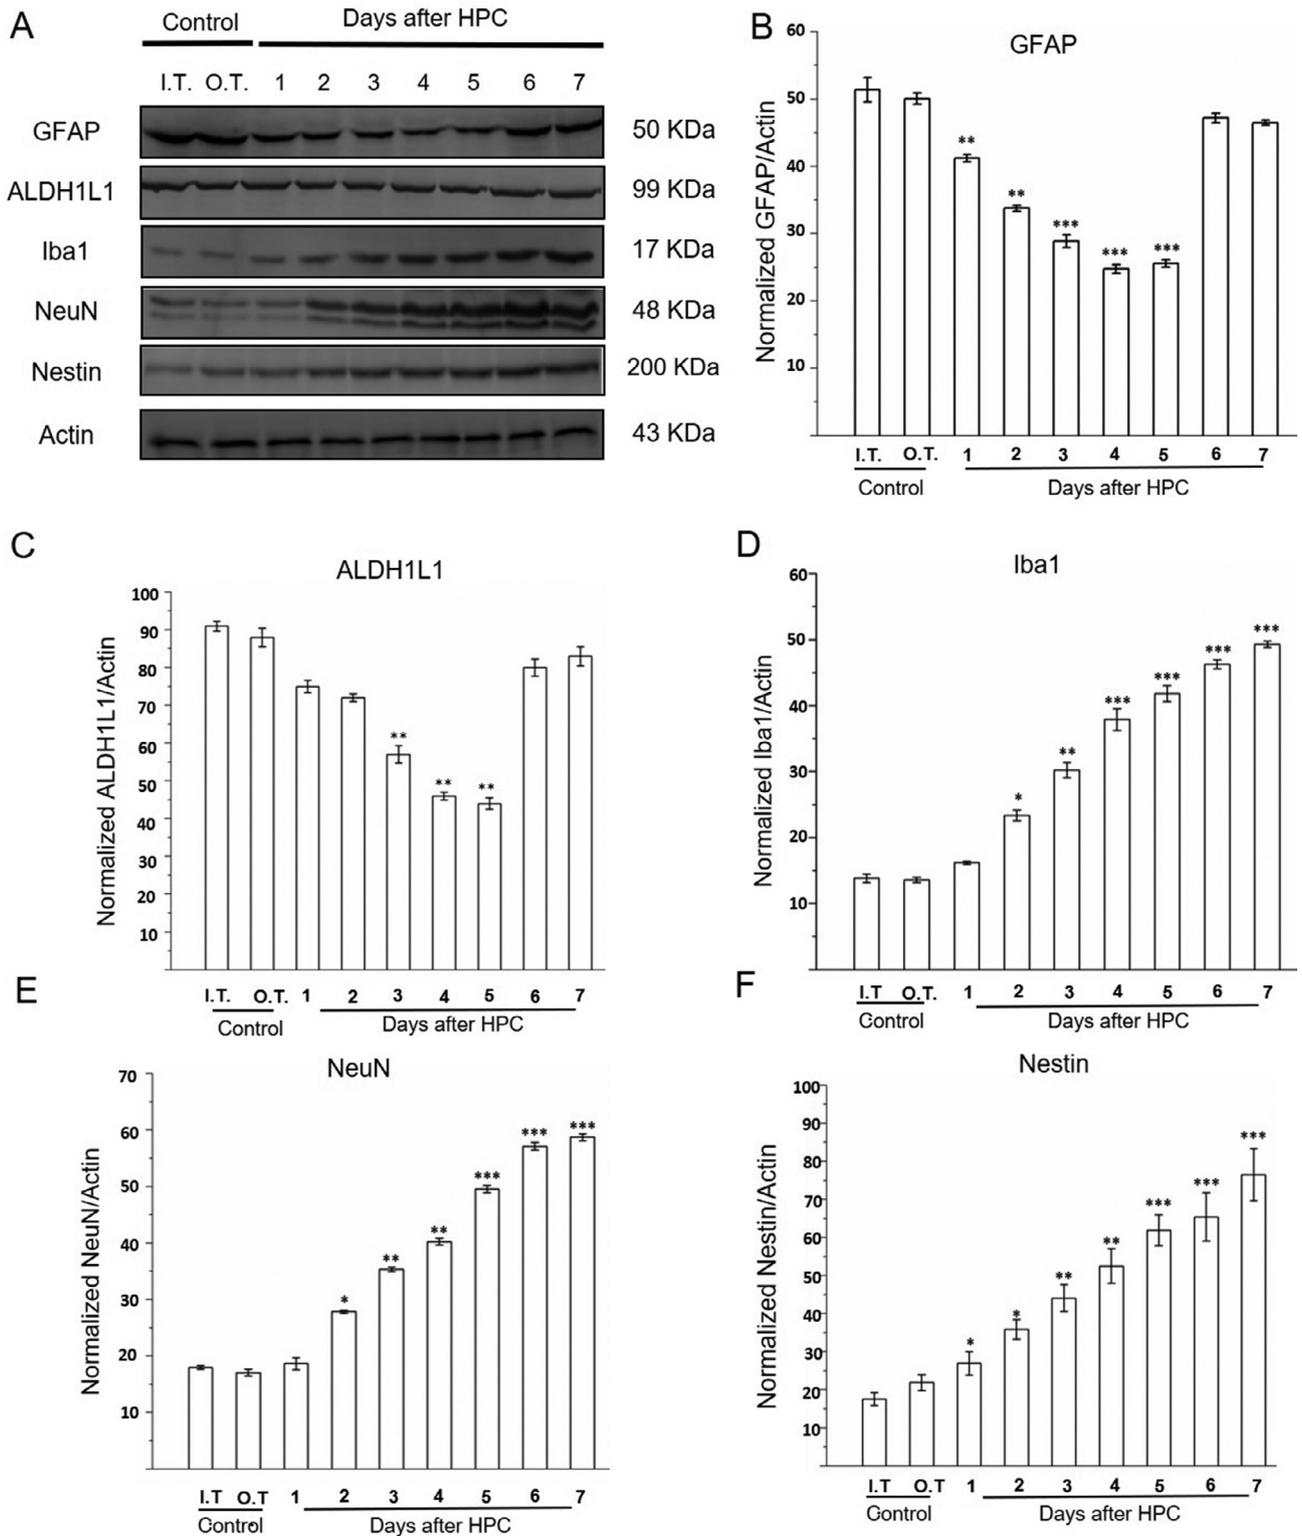 A
Control
Days after HPC
I.T. O.T. 1 2 3 4 5 6 7
GFAP 50 KDa
ALDH1L1 99 KDa
Iba1 17 KDa
NeuN 48 KDa
Nestin 200 KDa
Actin 43 KDa
B
GFAP
Normalized GFAP/Actin
60
50
40
30
20
10
** ** *** *** ***
I.T. O.T. 1 2 3 4 5 6 7
Control
Days after HPC
C
ALDH1L1
Normalized ALDH1L1/Actin
100
90
80
70
60
50
40
30
20
10
** ** **
I.T. O.T. 1 2 3 4 5 6 7
Control
Days after HPC
D
Iba1
Normalized Iba1/Actin
60
50
40
30
20
10
* ** *** *** *** ***
I.T O.T. 1 2 3 4 5 6 7
Control
Days after HPC
E
NeuN
Normalized NeuN/Actin
70
60
50
40
30
20
10
* ** ** *** *** ***
I.T O.T 1 2 3 4 5 6 7
Control
Days after HPC
F
Nestin
Normalized Nestin/Actin
100
90
80
70
60
50
40
30
20
10
* * ** ** *** *** ***
I.T O.T 1 2 3 4 5 6 7
Control
Days after HPC